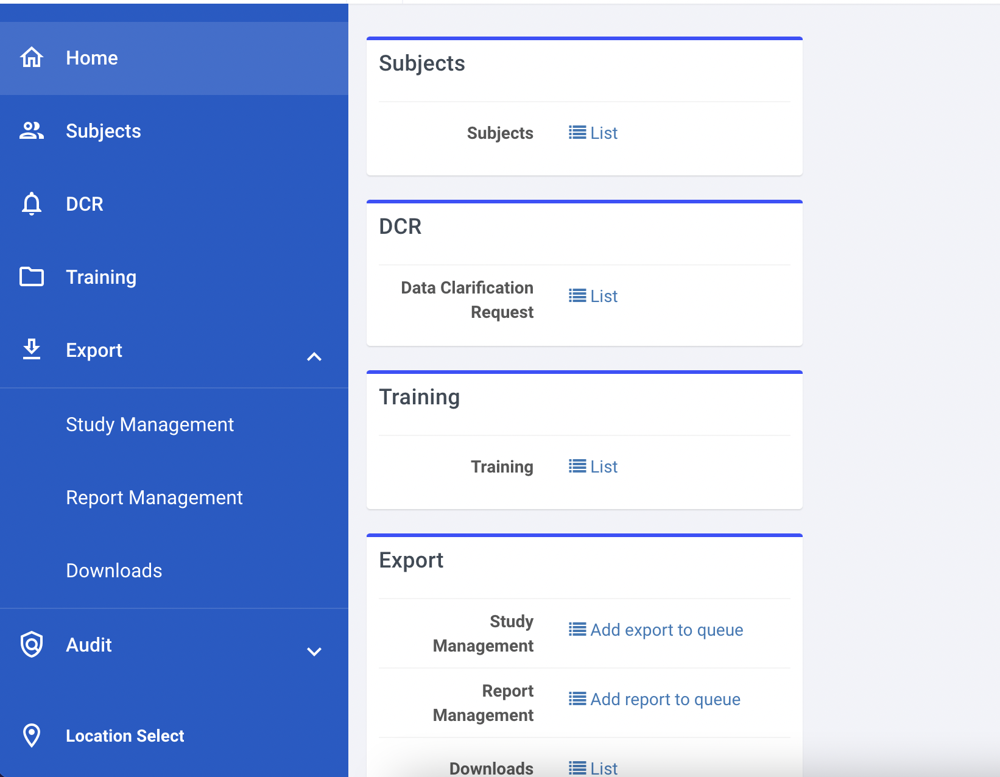 Home
Subjects
DCR
Training
Export
Study Management
Report Management
Downloads
Audit
Location Select
Subjects
Subjects List
DCR
Data Clarification
Request
List
Training
Training List
Export
Study
Management
Add export to queue
Report
Management
Add report to queue
Downloads List